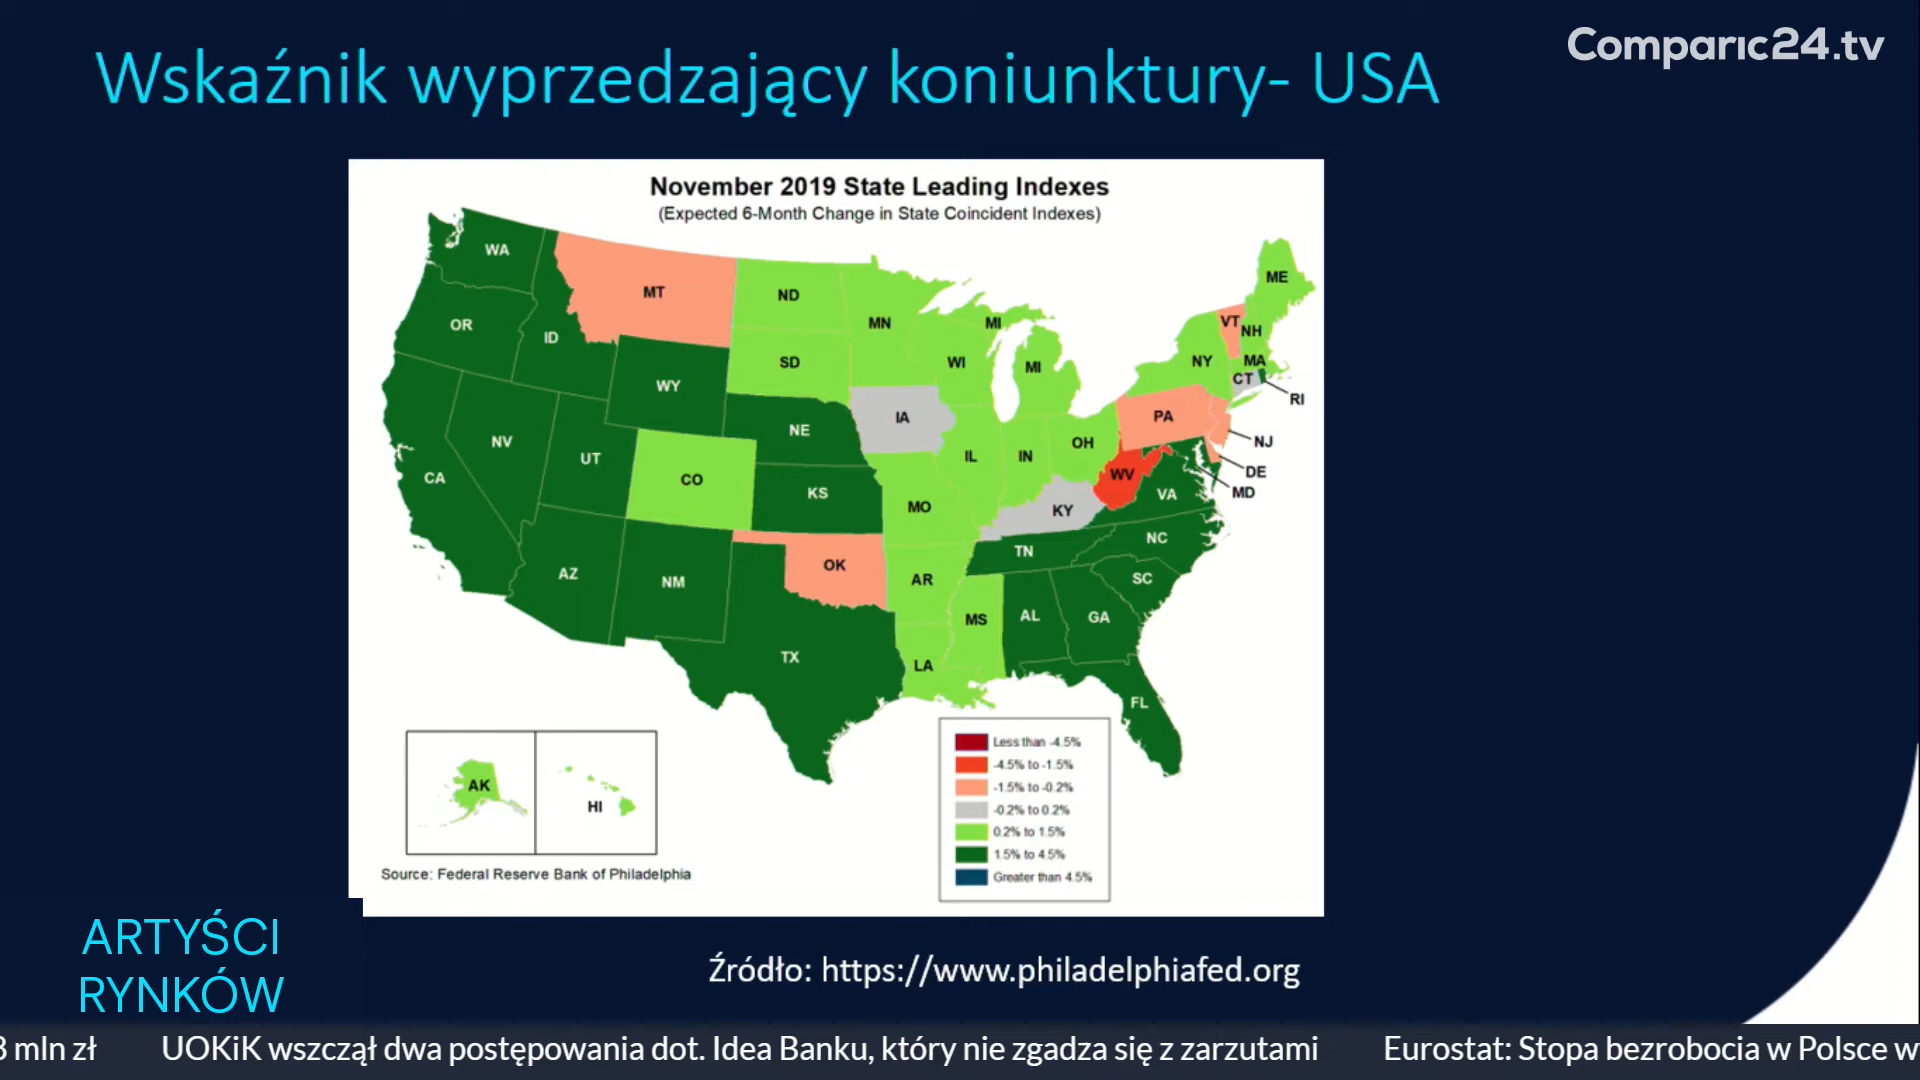 Comparic24.tv
Wskaźnik wyprzedzający koniunktury- USA
November 2019 State Leading Indexes
(Expected 6-Month Change in State Coincident Indexes)
WA
MT
ND
MN
MI
ME
VT
NH
OR
ID
SD
WI
MI
NY
MA
CT
RI
WY
IA
PA
NJ
NV
NE
IL
IN
OH
DE
CA
UT
CO
KS
MO
WV
VA
MD
KY
AZ
NM
OK
AR
TN
NC
SC
TX
LA
MS
AL
GA
FL
AK
HI
Less than -4.5%
-4.5% to -1.5%
-1.5% to -0.2%
-0.2% to 0.2%
0.2% to 1.5%
1.5% to 4.5%
Greater than 4.5%
Source: Federal Reserve Bank of Philadelphia
ARTYŚCI
RYNKÓW
Źródło: https://www.philadelphiafed.org
3 mln zł UOKiK wszczął dwa postępowania dot. Idea Banku, który nie zgadza się z zarzutami Eurostat: Stopa bezrobocia w Polsce w